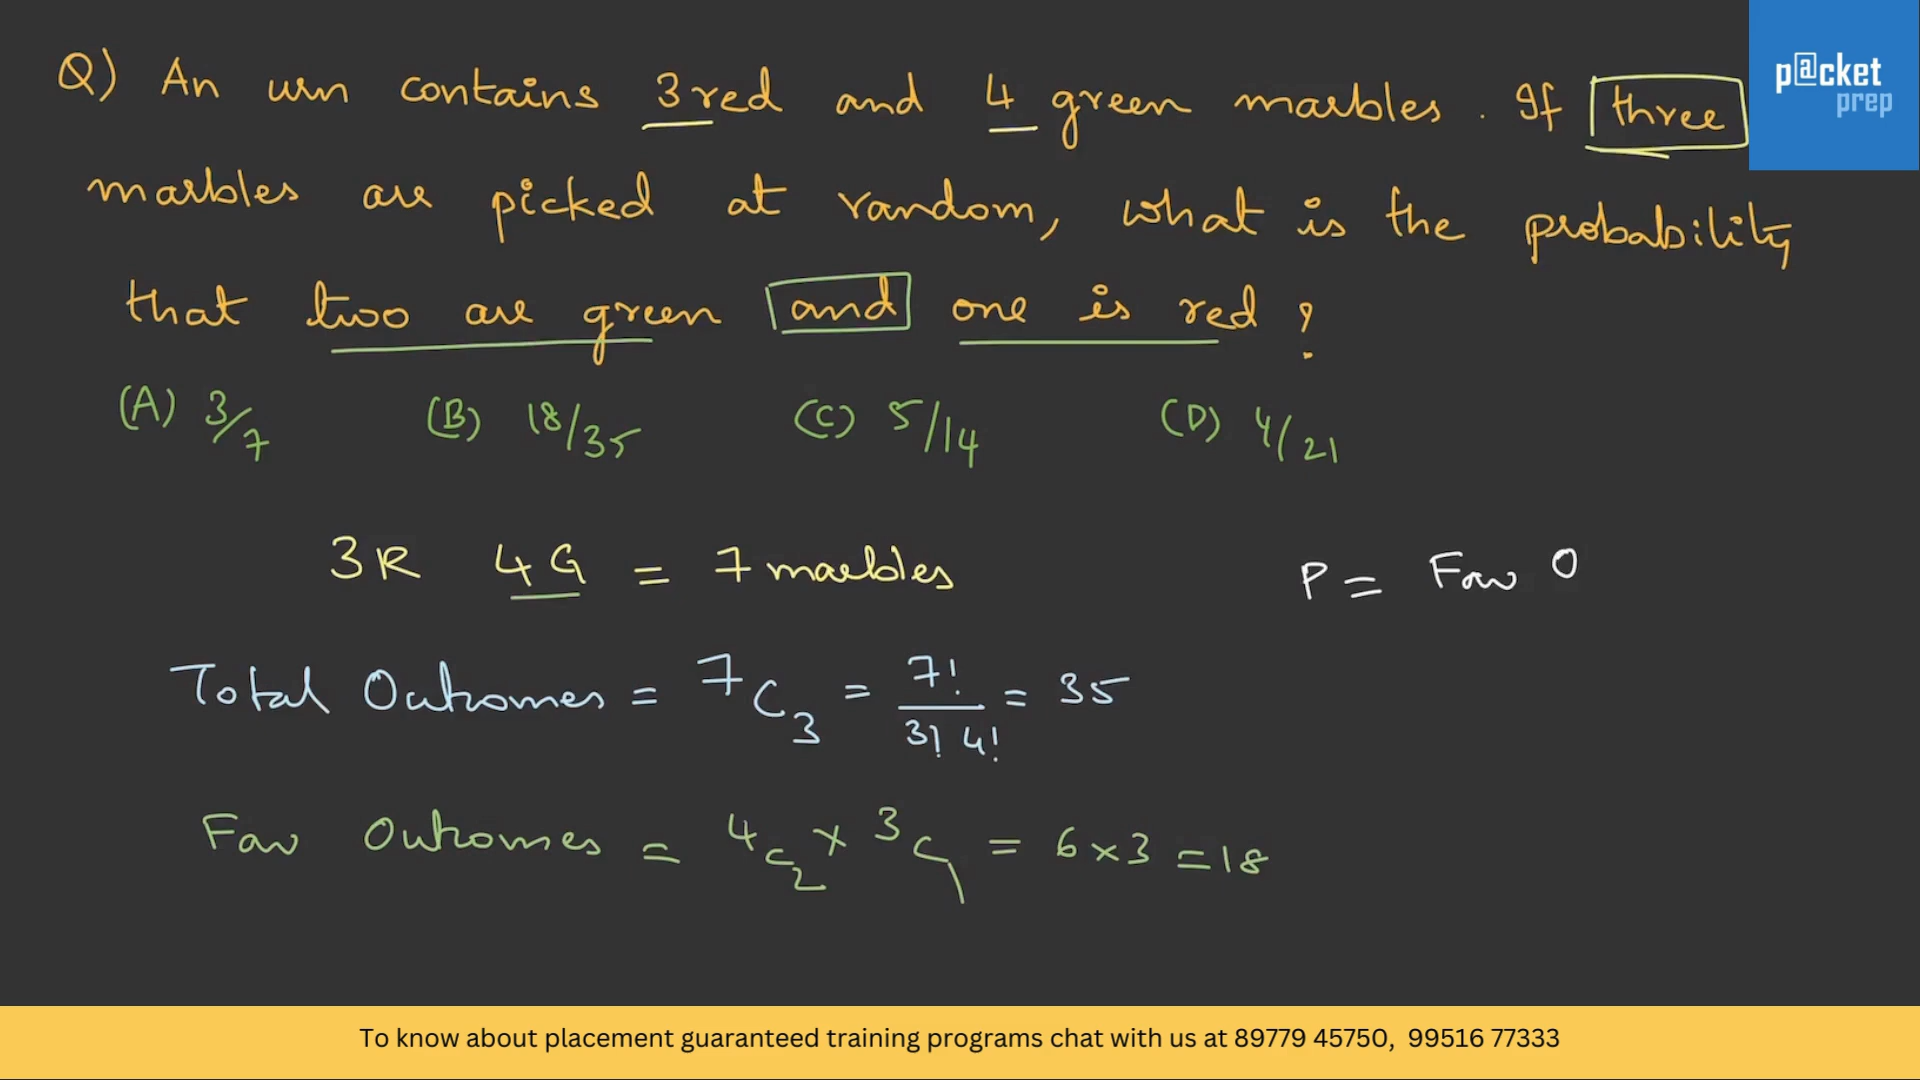 p@cket
prep
Q) An urn contains 3 red and 4 green marbles. If three
marbles are picked at random, what is the probability
that two are green and one is red?
(A) 3/7 (B) 18/35 (C) 5/14 (D) 4/21
3R 4G = 7 marbles
P = Fav O
Total Outcomes = 7C3 = 7!/3! 4! = 35
Fav Outcomes = 4C2 x 3C1 = 6x3 = 18
To know about placement guaranteed training programs chat with us at 89779 45750, 99516 77333